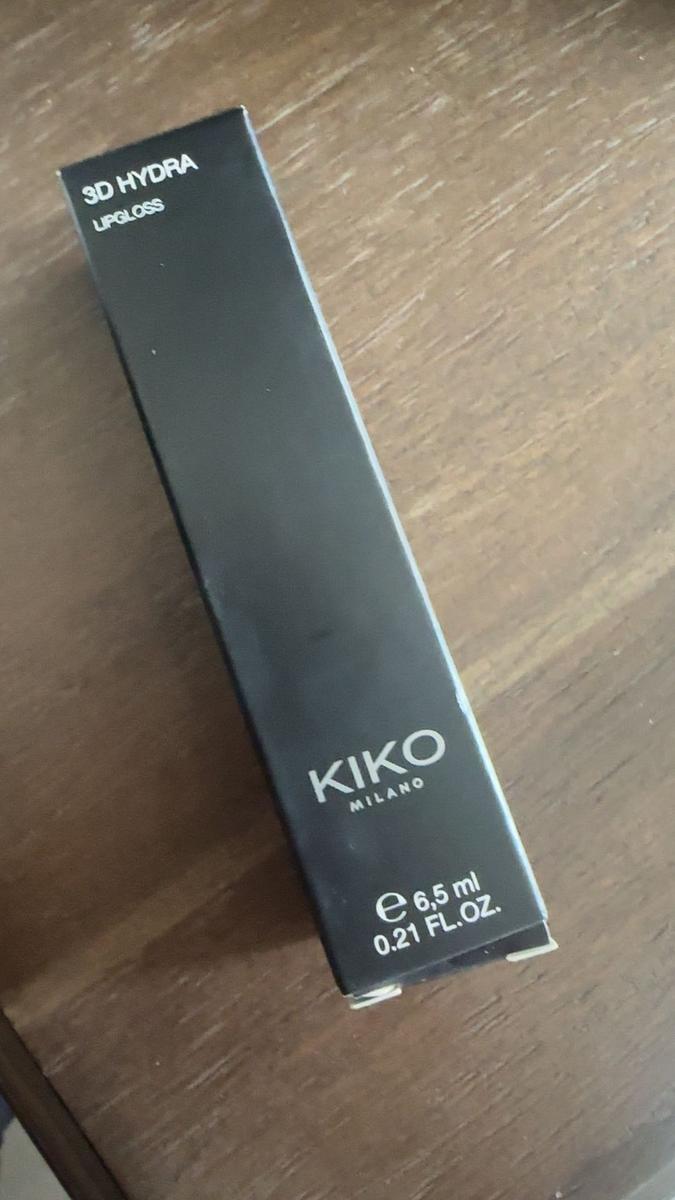 3D HYDRA
LIPGLOSS
KIKO
MILANO
℮ 6,5 ml
0.21 FL.OZ.